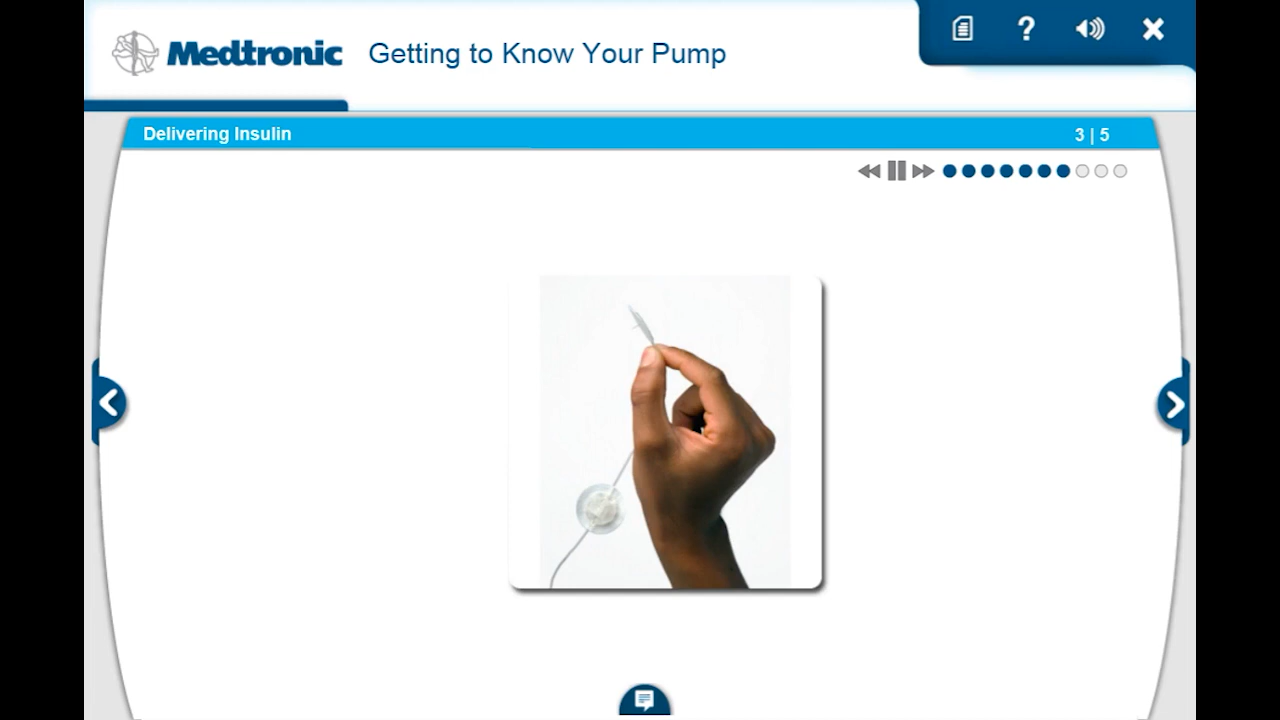 Medtronic
Getting to Know Your Pump
?
Delivering Insulin
3 | 5